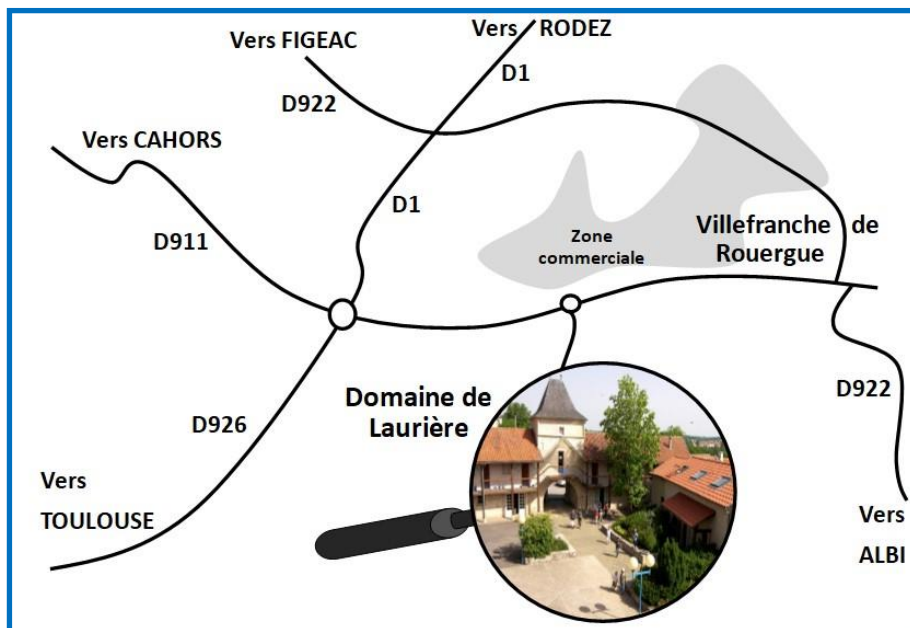 Vers RODEZ
Vers FIGEAC
D1
D922
Vers CAHORS
D1
D911
Villefranche de
Rouergue
Zone
commerciale
Domaine de
Laurière
D922
D926
Vers
TOULOUSE
Vers
ALBI